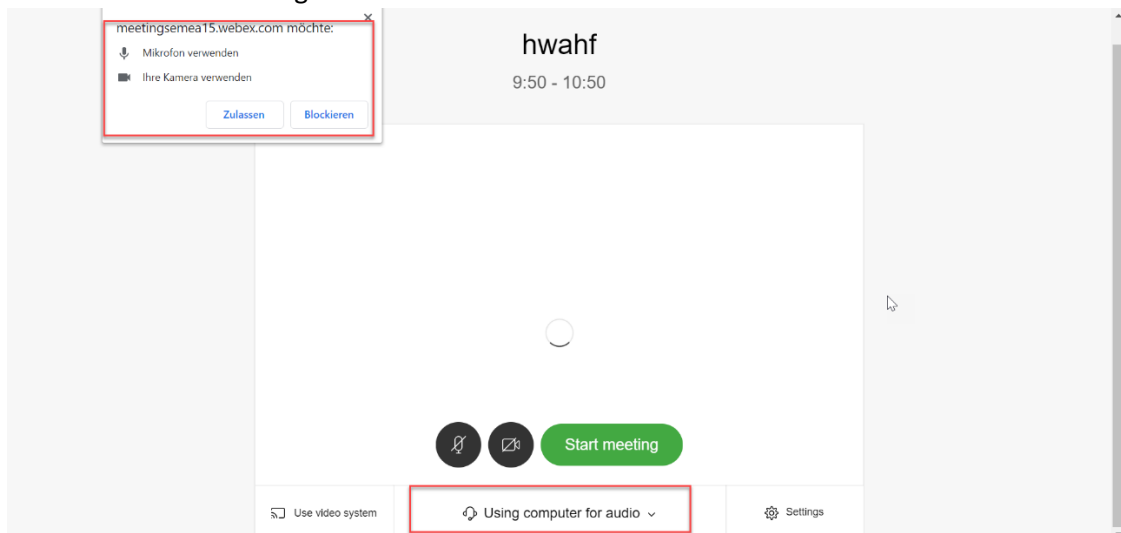 meetingsemea15.webex.com möchte:
Mikrofon verwenden
Ihre Kamera verwenden
Zulassen Blockieren
hwahf
9:50 - 10:50
Start meeting
Use video system
Using computer for audio
Settings